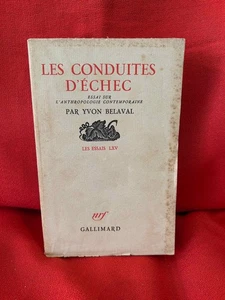 LES CONDUITES
D'ÉCHEC
ESSAI SUR
L'ANTHROPOLOGIE CONTEMPORAINE
PAR YVON BELAVAL
LES ESSAIS LXV
nrf
GALLIMARD